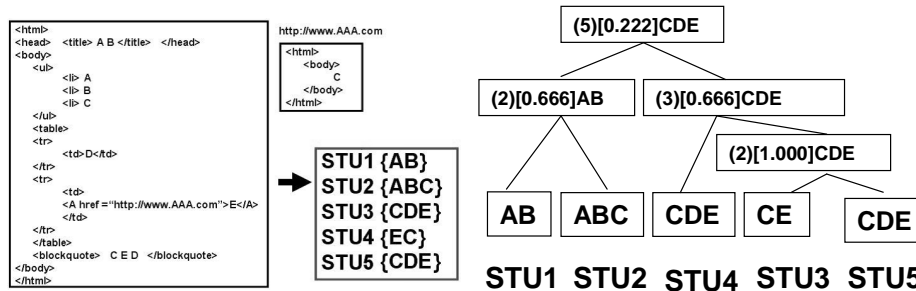 <html>
<head> <title> A B </title> </head>
<body>
<ul>
<li> A
<li> B
<li> C
</ul>
<table>
<tr>
<td>D</td>
</tr>
<tr>
<td>
<A href ="http://www.AAA.com">E</A>
</td>
</tr>
</table>
<blockquote> C E D </blockquote>
</body>
</html>
http://www.AAA.com
<html>
<body>
C
</body>
</html>
STU1 {AB}
STU2 {ABC}
STU3 {CDE}
STU4 {EC}
STU5 {CDE}
(5)[0.222]CDE
(2)[0.666]AB
(3)[0.666]CDE
(2)[1.000]CDE
AB ABC CDE CE CDE
STU1 STU2 STU4 STU3 STU5